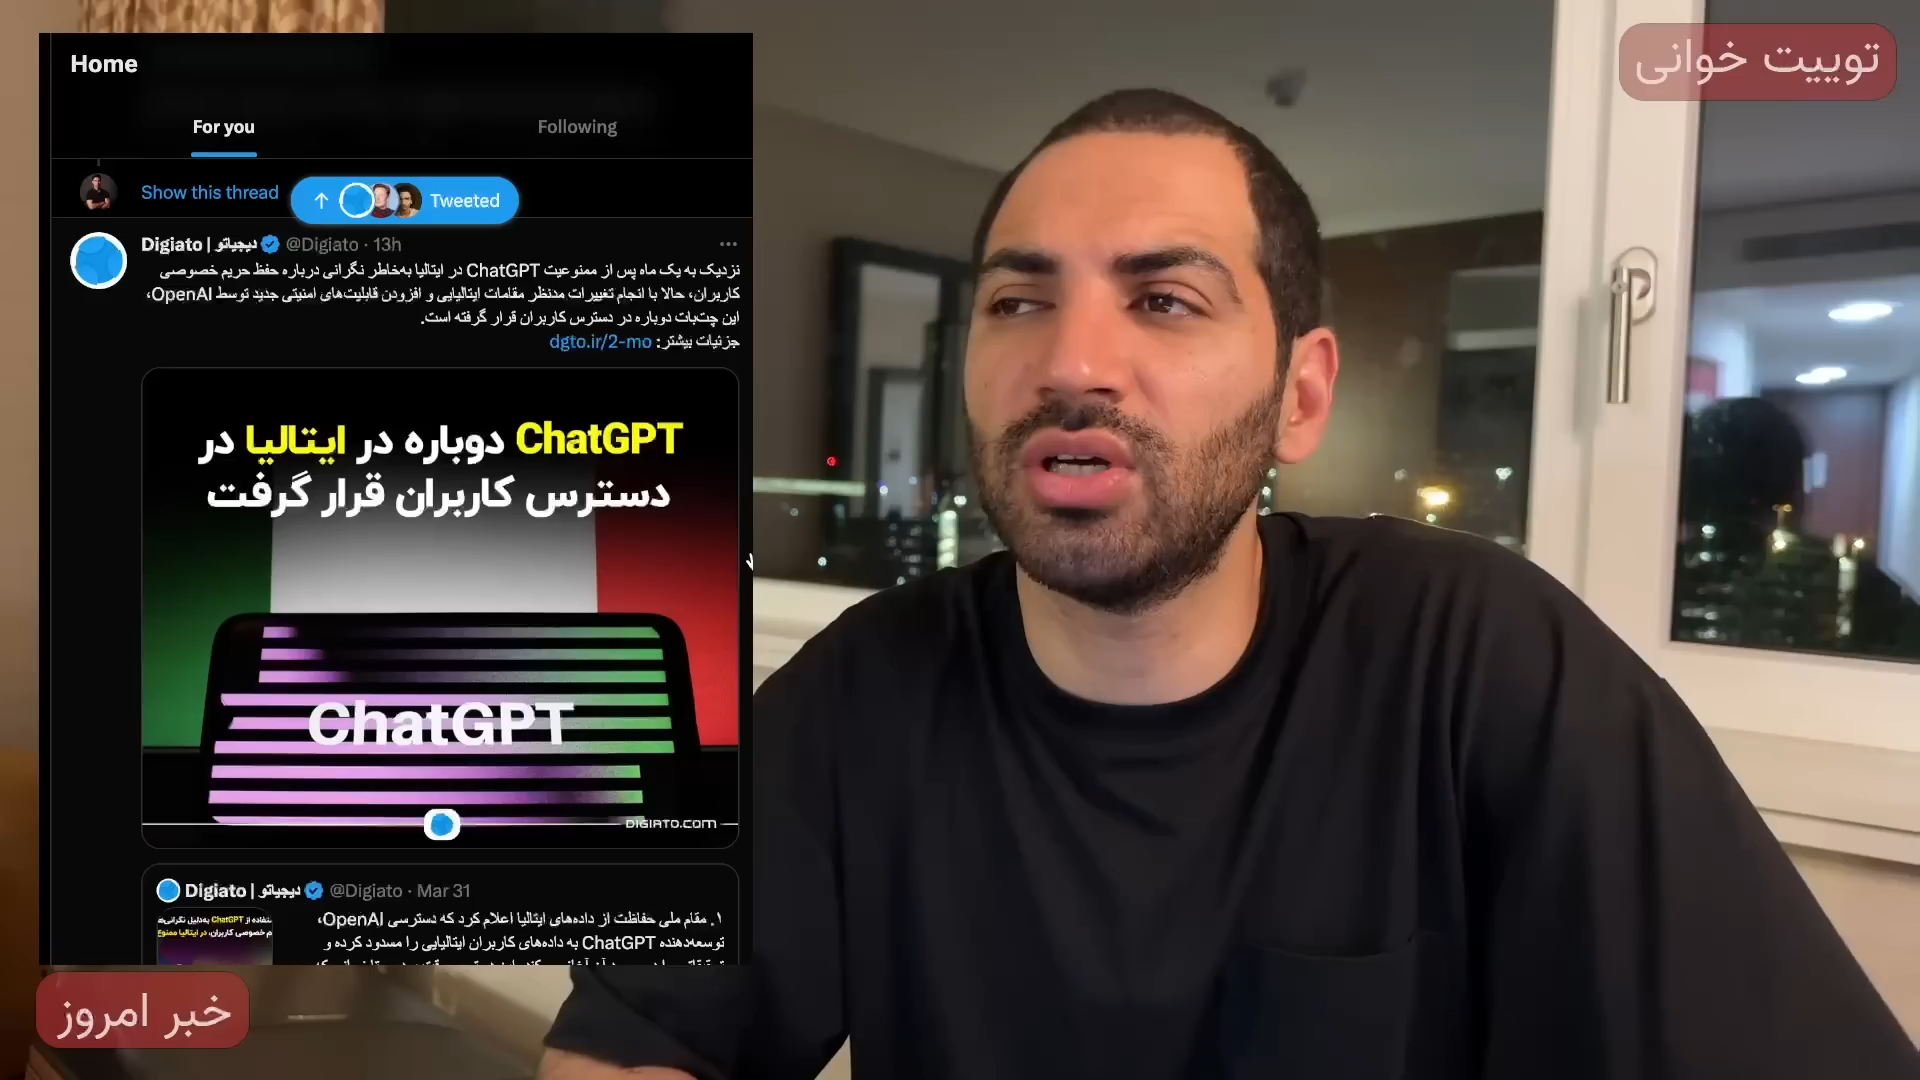 توییت خوانی
Home
For you
Following
Show this thread
Tweeted
Digiato | دیجیاتو @Digiato · 13h
نزدیک به یک ماه پس از ممنوعیت ChatGPT در ایتالیا به‌خاطر نگرانی درباره حفظ حریم خصوصی
کاربران، حالا با انجام تغییرات مدنظر مقامات ایتالیایی و افزودن قابلیت‌های امنیتی جدید توسط OpenAI،
این چت‌بات دوباره در دسترس کاربران قرار گرفته است.
جزئیات بیشتر: dgto.ir/2-mo
ChatGPT دوباره در ایتالیا در
دسترس کاربران قرار گرفت
ChatGPT
DIGIATO.COM
Digiato | دیجیاتو @Digiato · Mar 31
۱. مقام ملی حفاظت از داده‌های ایتالیا اعلام کرد که دسترسی OpenAI،
توسعه‌دهنده ChatGPT به داده‌های کاربران ایتالیایی را مسدود کرده و
خبر امروز